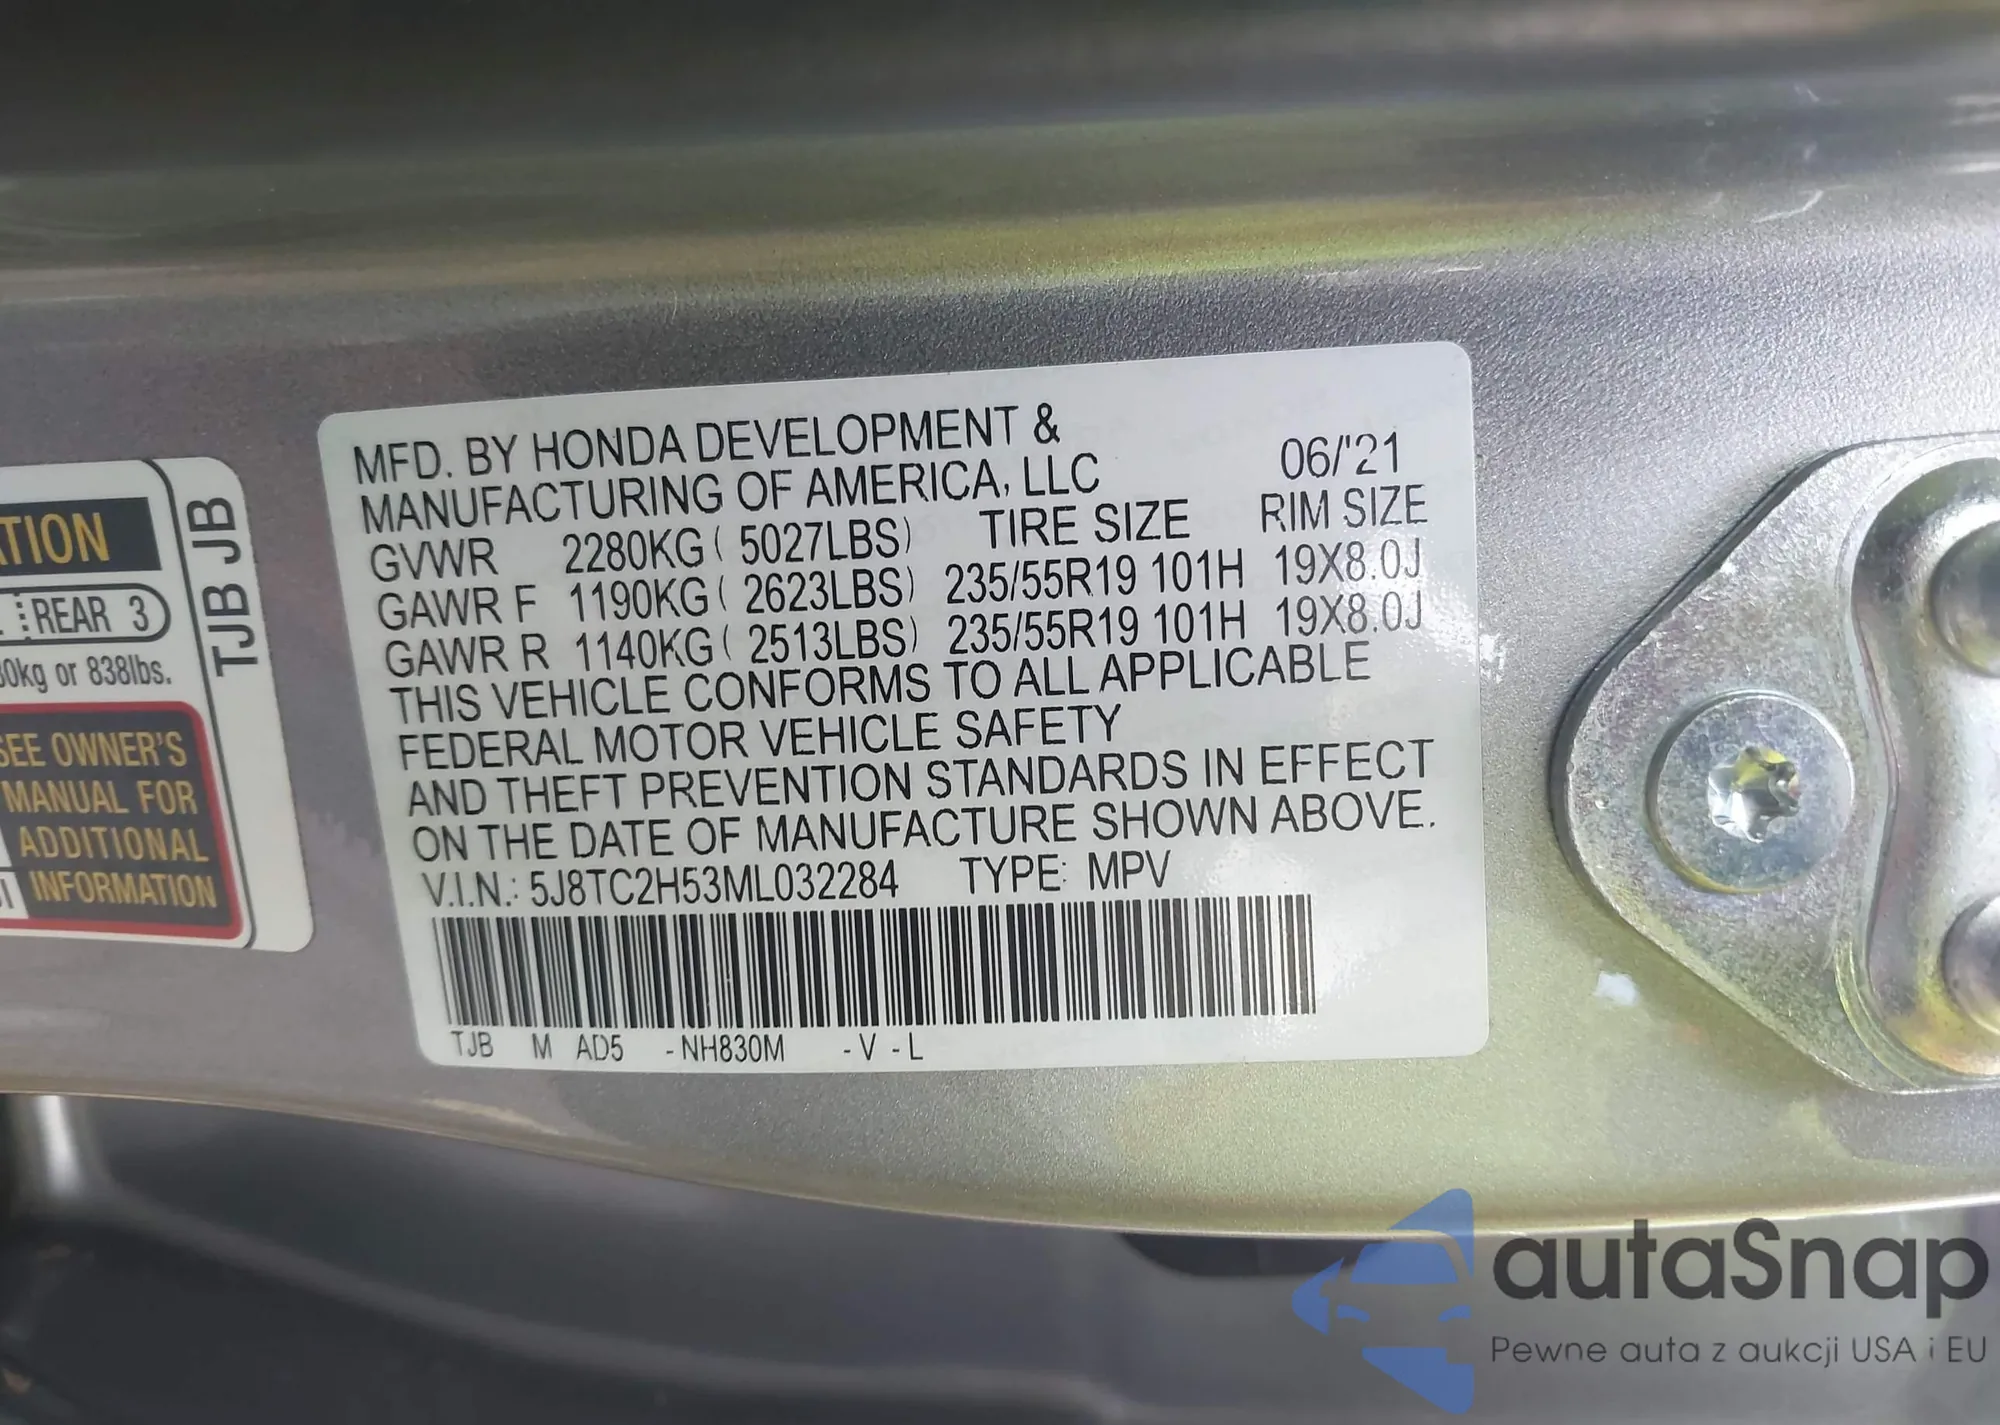 ATION
REAR 3
80kg or 838lbs.
SEE OWNER'S
MANUAL FOR
ADDITIONAL
INFORMATION
TJB JB
MFD. BY HONDA DEVELOPMENT &
MANUFACTURING OF AMERICA, LLC 06/'21
GVWR 2280KG ( 5027LBS) TIRE SIZE RIM SIZE
GAWR F 1190KG ( 2623LBS) 235/55R19 101H 19X8.0J
GAWR R 1140KG ( 2513LBS) 235/55R19 101H 19X8.0J
THIS VEHICLE CONFORMS TO ALL APPLICABLE
FEDERAL MOTOR VEHICLE SAFETY
AND THEFT PREVENTION STANDARDS IN EFFECT
ON THE DATE OF MANUFACTURE SHOWN ABOVE.
V.I.N.: 5J8TC2H53ML032284 TYPE: MPV
TJB M AD5 -NH830M -V -L
autaSnap
Pewne auta z aukcji USA i EU